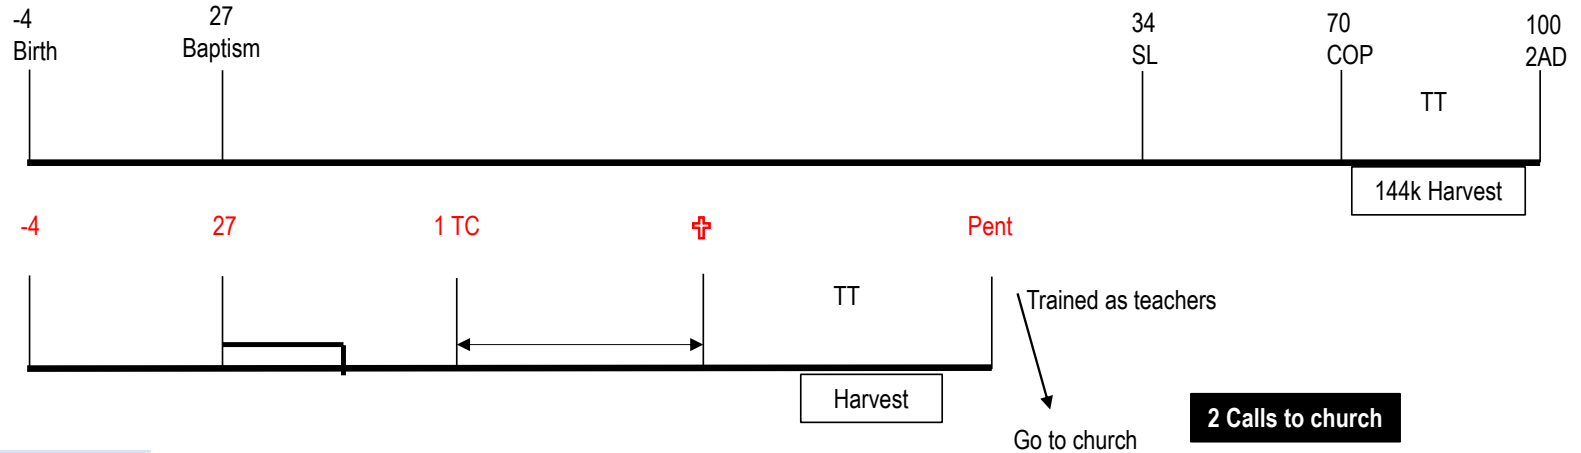 -4
Birth
27
Baptism
34
SL
70
COP
100
2AD
TT
144k Harvest
-4
27
1 TC
Pent
TT
Trained as teachers
Harvest
2 Calls to church
Go to church